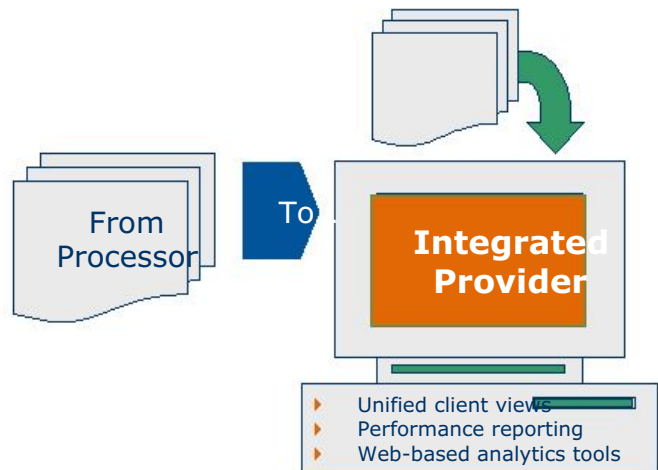 From
Processor
To...
Integrated
Provider
Unified client views
Performance reporting
Web-based analytics tools